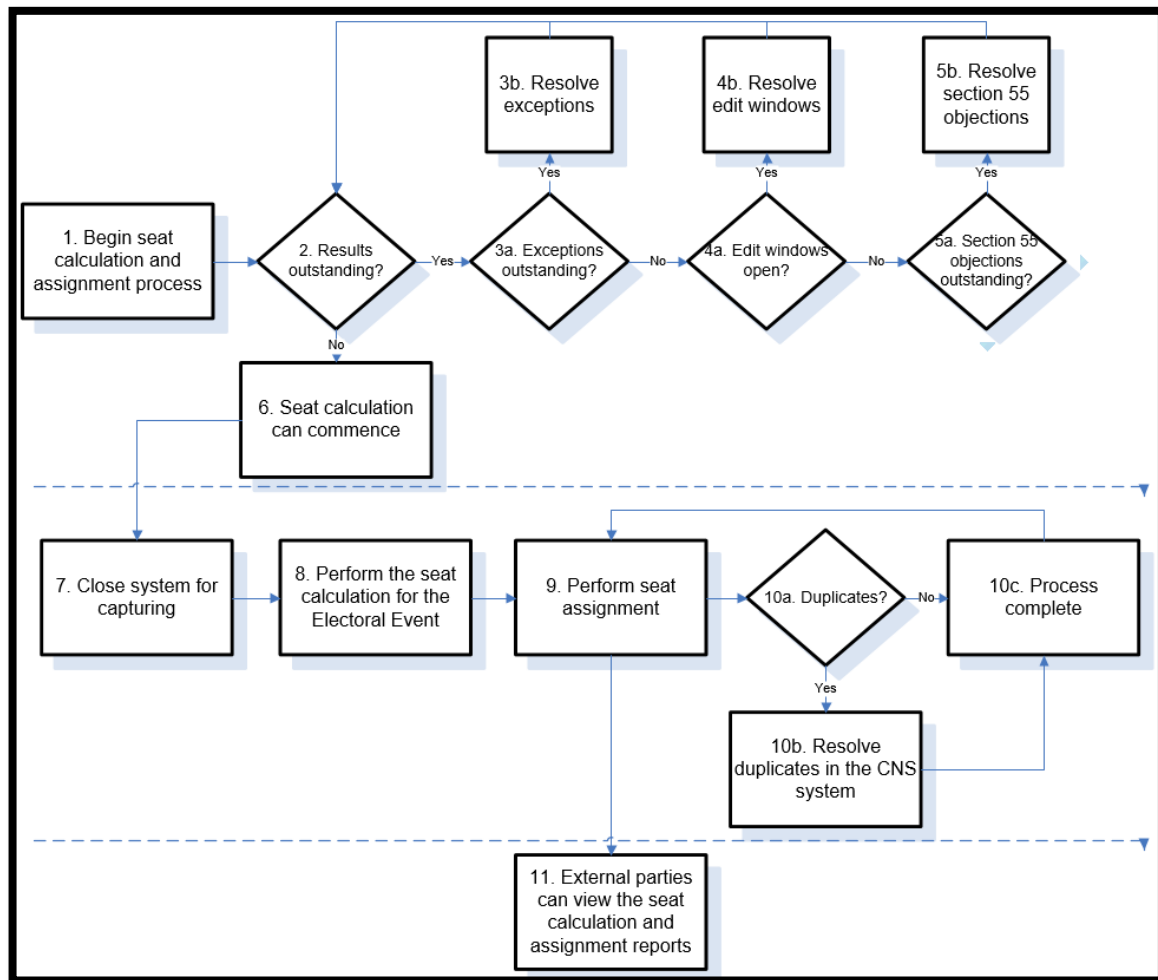 3b. Resolve
exceptions
4b. Resolve
edit windows
5b. Resolve
section 55
objections
Yes
Yes
Yes
1. Begin seat
calculation and
assignment process
2. Results
outstanding?
Yes
3a. Exceptions
outstanding?
No
4a. Edit windows
open?
No
5a. Section 55
objections
outstanding?
No
6. Seat calculation
can commence
7. Close system for
capturing
8. Perform the seat
calculation for the
Electoral Event
9. Perform seat
assignment
10a. Duplicates?
No
10c. Process
complete
Yes
10b. Resolve
duplicates in the CNS
system
11. External parties
can view the seat
calculation and
assignment reports